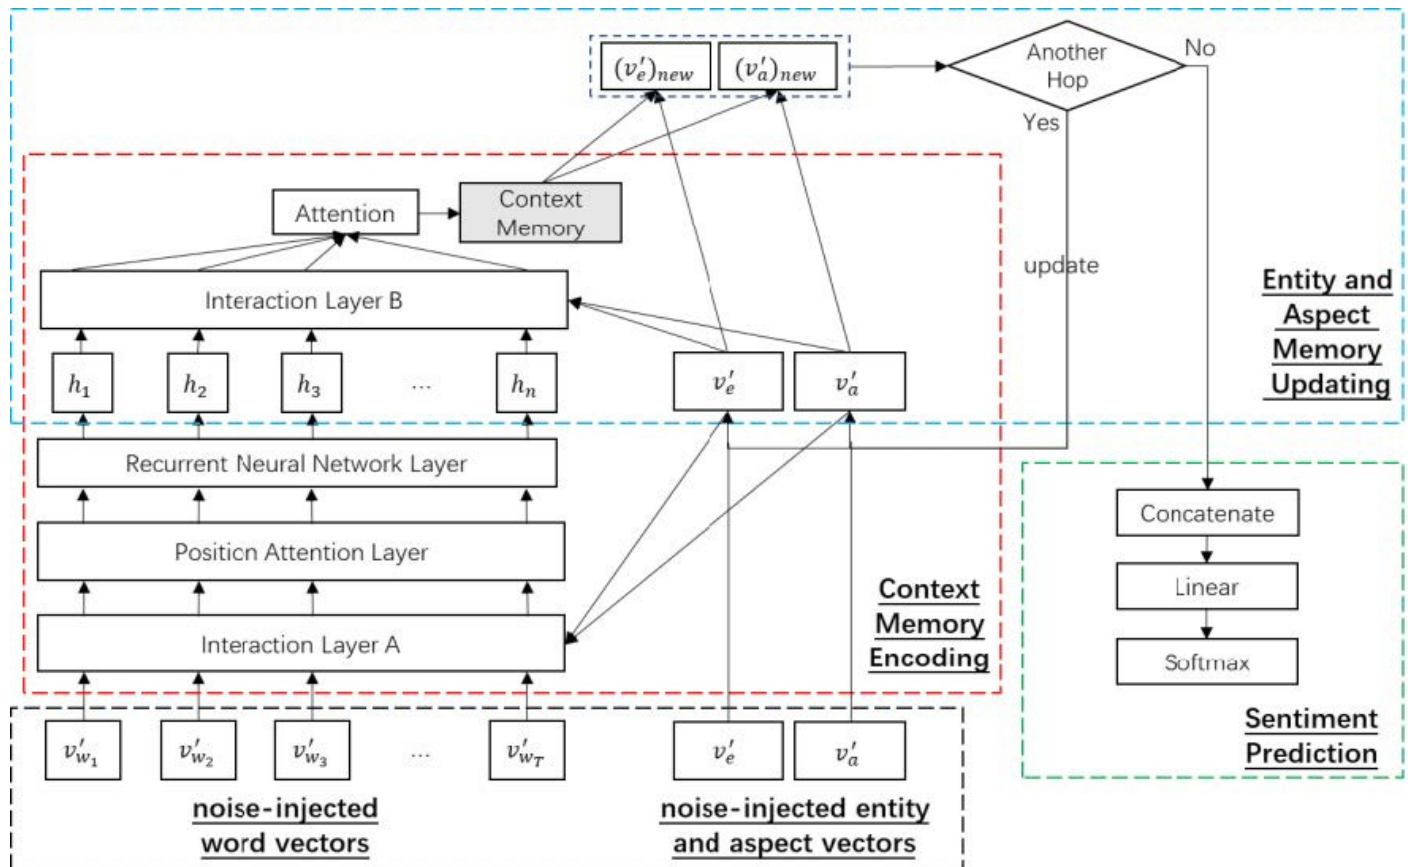 (v′e)new
(v′a)new
Another
Hop
No
Yes
Attention
Context
Memory
update
Interaction Layer B
Entity and
Aspect
Memory
Updating
h1
h2
h3
...
hn
v′e
v′a
Recurrent Neural Network Layer
Position Attention Layer
Interaction Layer A
Context
Memory
Encoding
Concatenate
Linear
Softmax
Sentiment
Prediction
v′w1
v′w2
v′w3
...
v′wT
v′e
v′a
noise-injected
word vectors
noise-injected entity
and aspect vectors